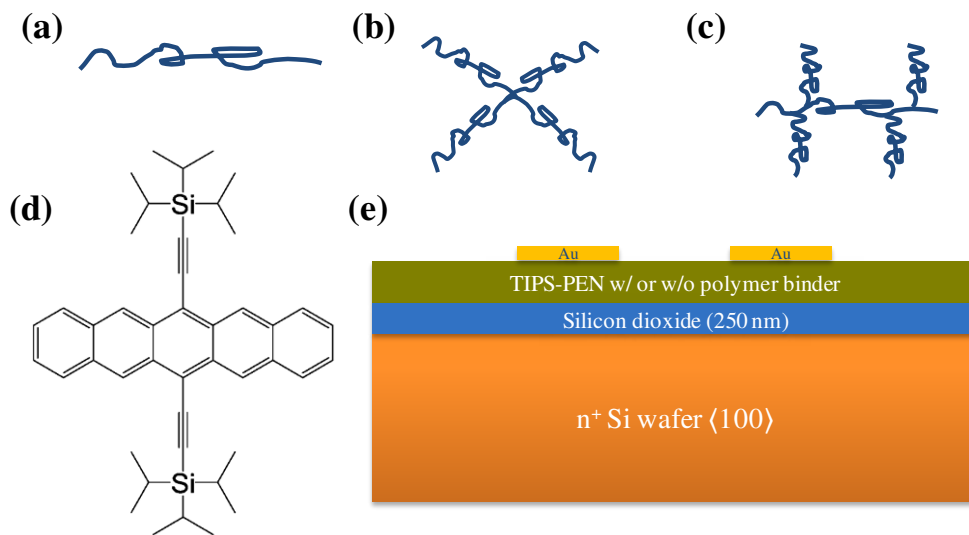 (a)
(b)
(c)
(d)
Si
Si
(e)
Au Au
TIPS-PEN w/ or w/o polymer binder
Silicon dioxide (250 nm)
n⁺ Si wafer ⟨100⟩